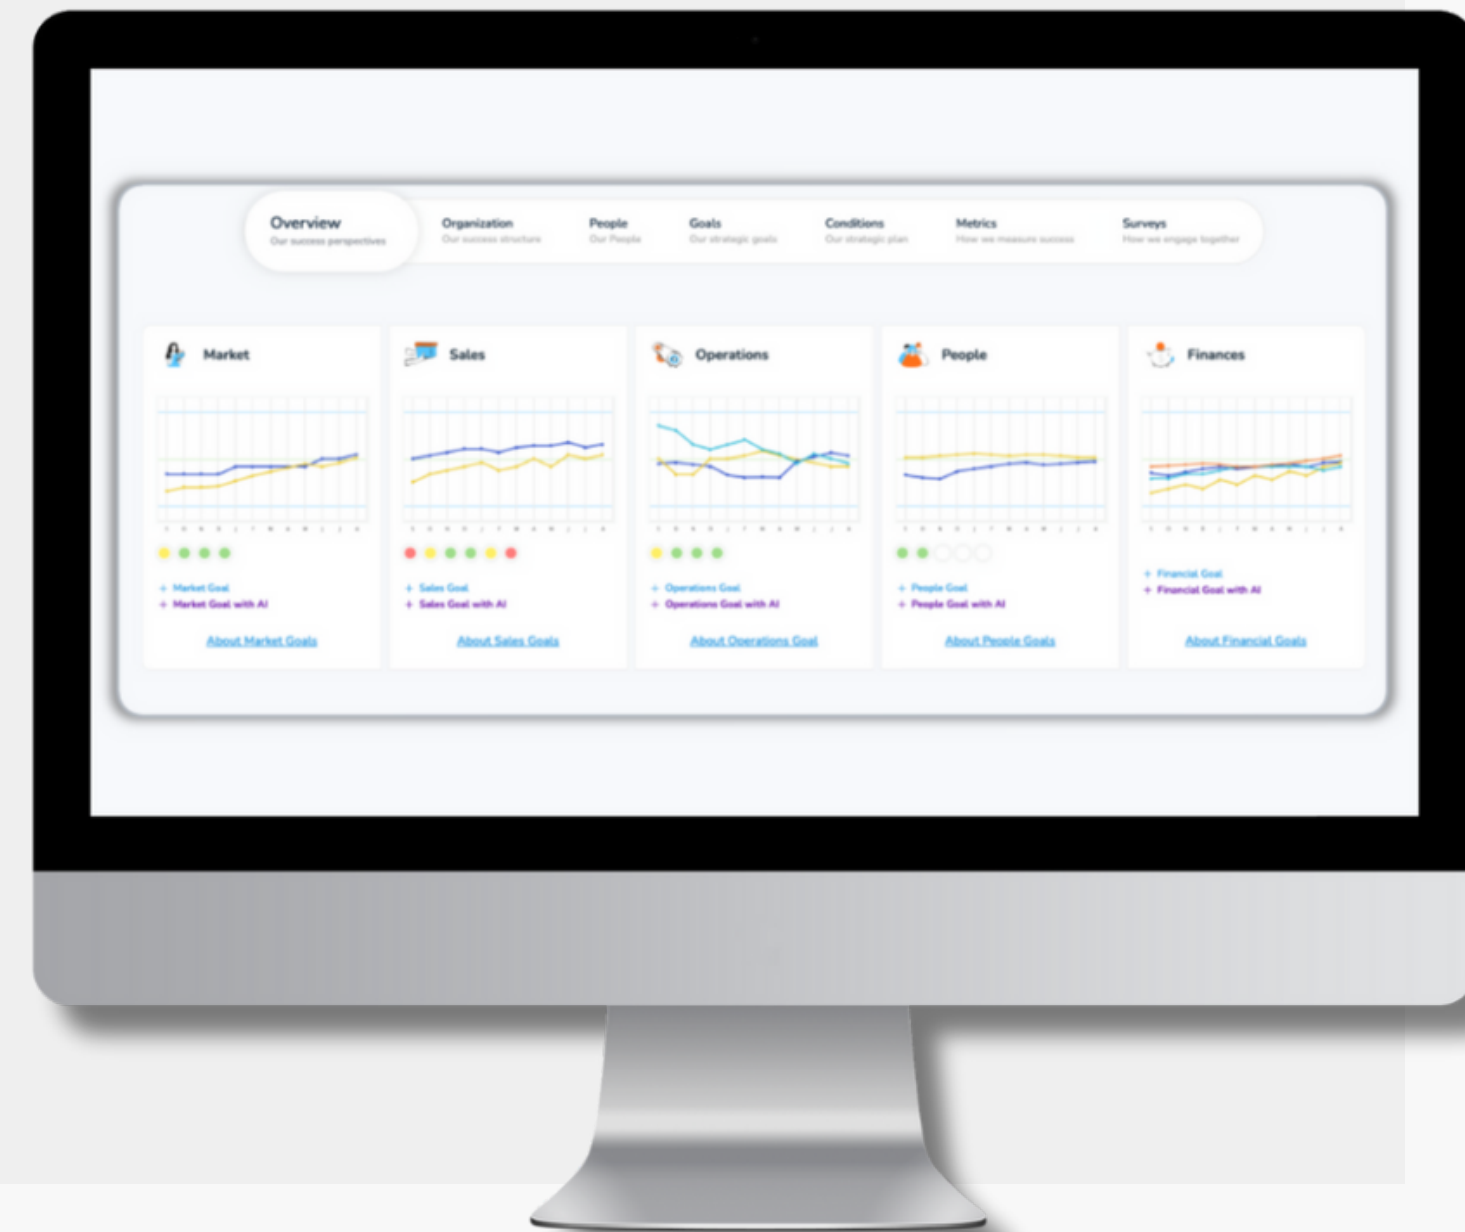 Overview
Our success perspectives
Organization
Our success structure
People
Our People
Goals
Our strategic goals
Conditions
Our strategic plan
Metrics
How we measure success
Surveys
How we engage together
Market
Sales
Operations
People
Finances
+ Market Goal
+ Market Goal with AI
About Market Goals
+ Sales Goal
+ Sales Goal with AI
About Sales Goals
+ Operations Goal
+ Operations Goal with AI
About Operations Goal
+ People Goal
+ People Goal with AI
About People Goals
+ Financial Goal
+ Financial Goal with AI
About Financial Goals